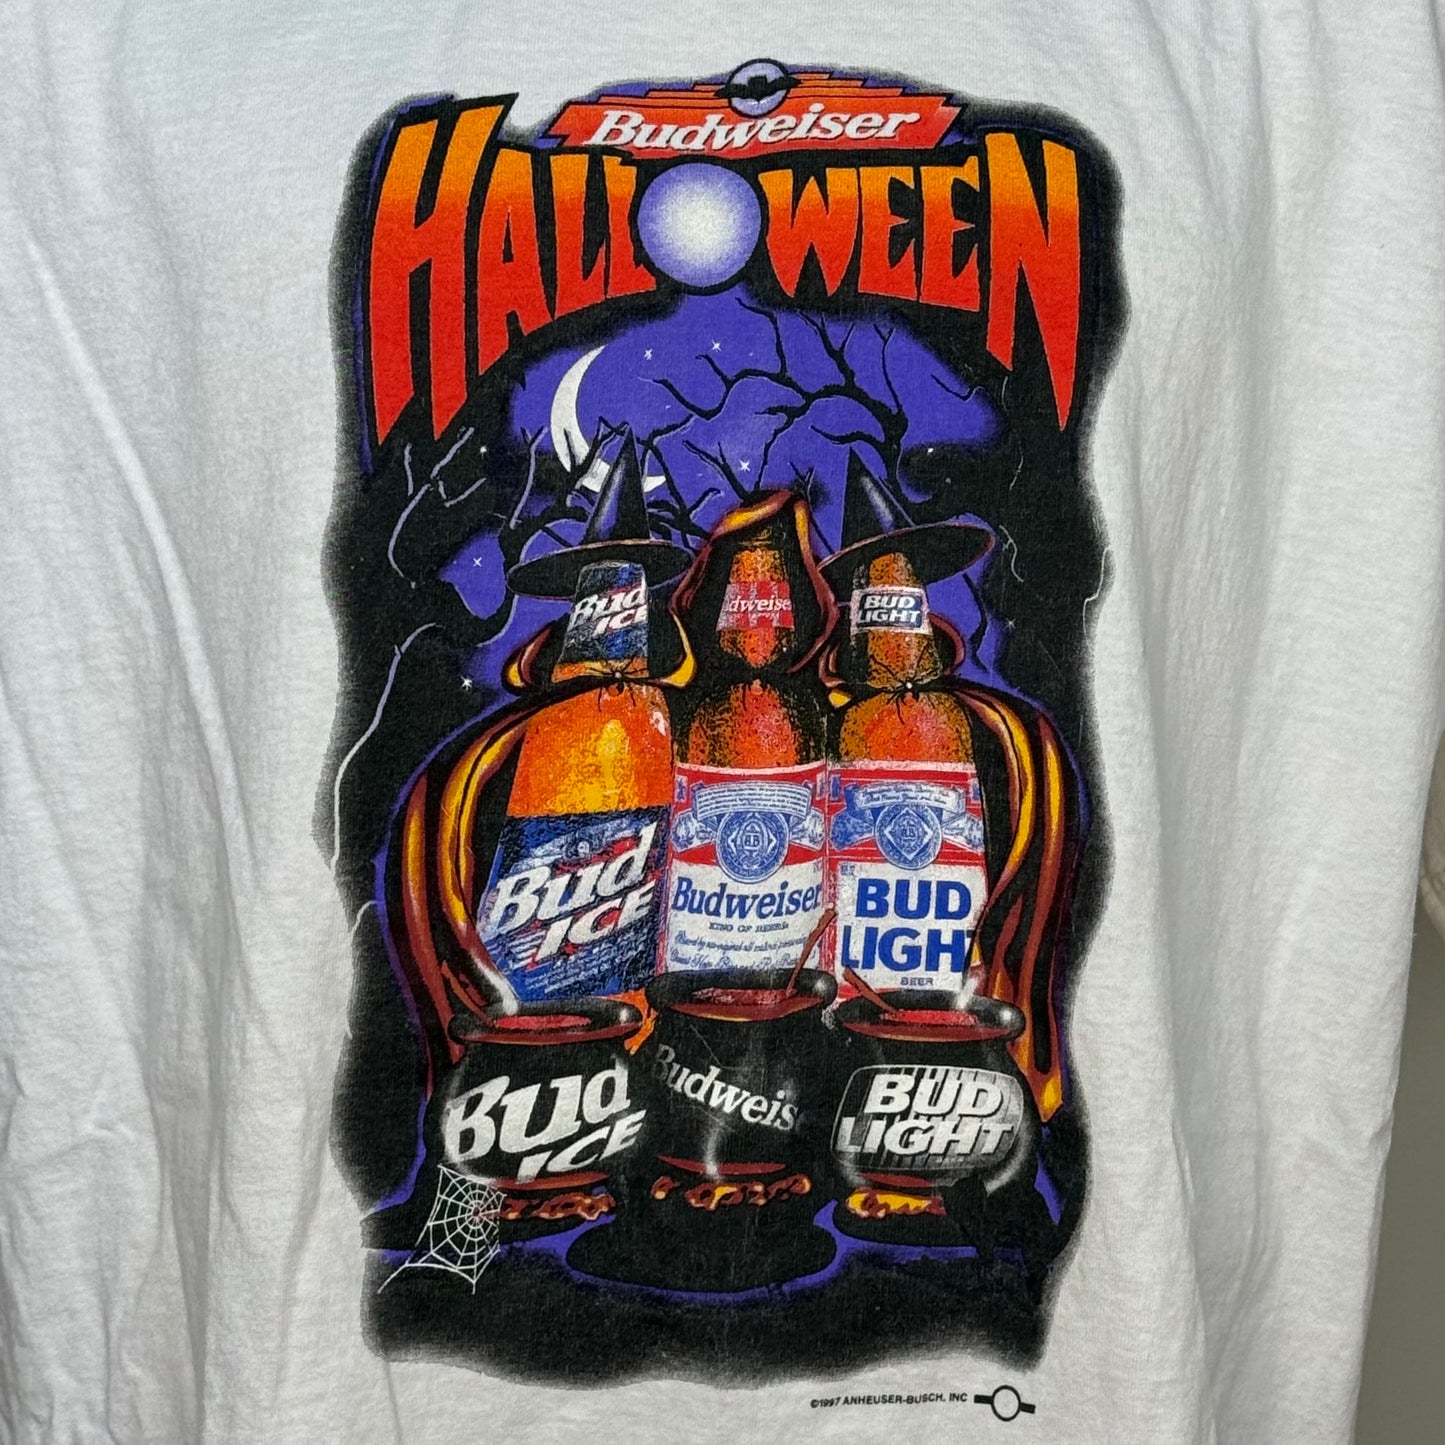 Budweiser
HALLOWEEN
Bud
ICE
dweise
BUD
LIGHT
Bud
ICE
Budweiser
KING OF BEERS
BUD
LIGHT
BEER
Bud
ICE
Budweis
BUD
LIGHT
©1997 ANHEUSER-BUSCH, INC